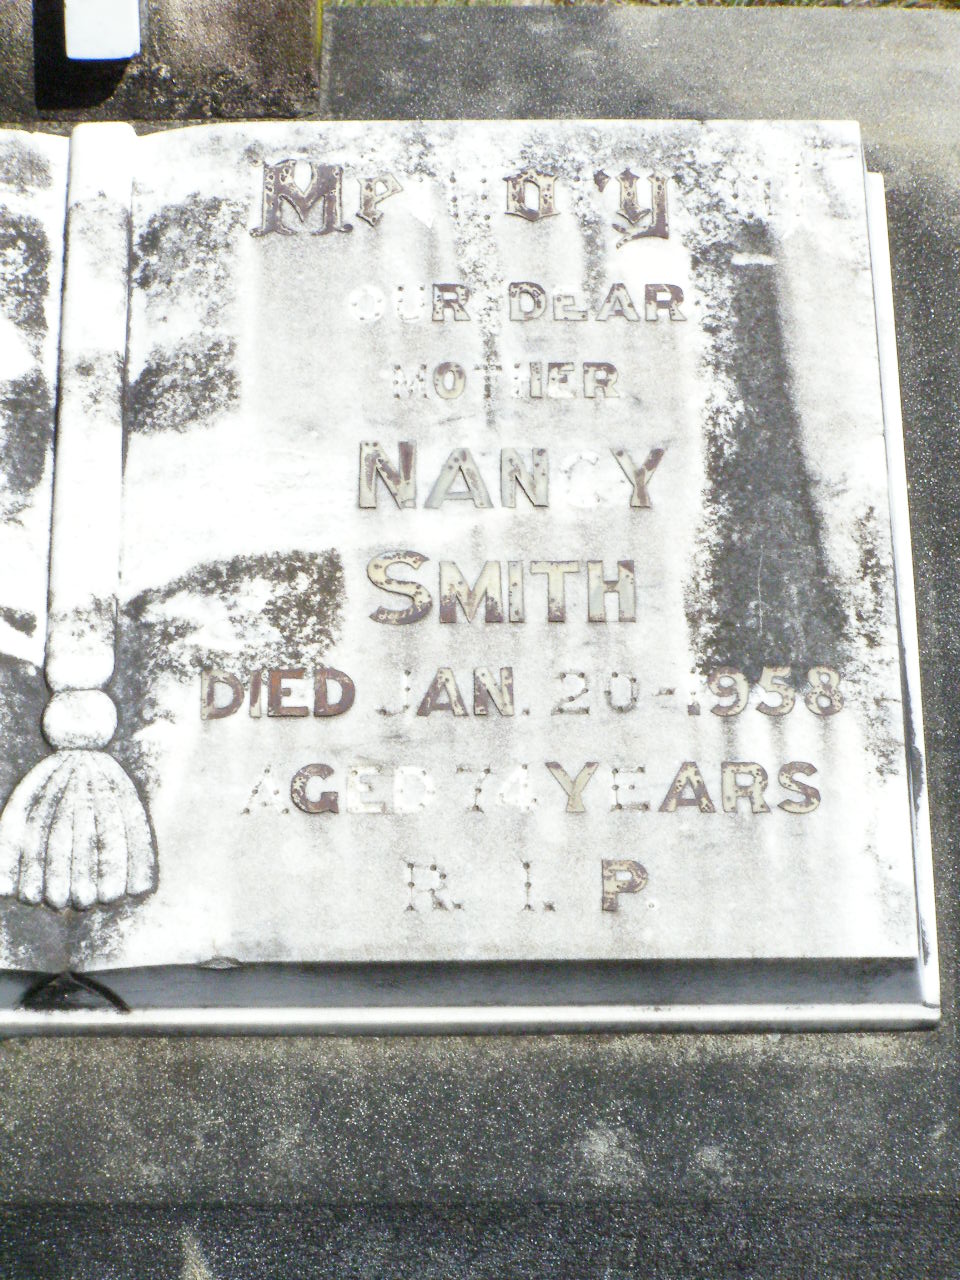 OUR DEAR
MOTHER
NANCY
SMITH
DIED JAN. 20 - 1958
AGED 74 YEARS
R. I. P.